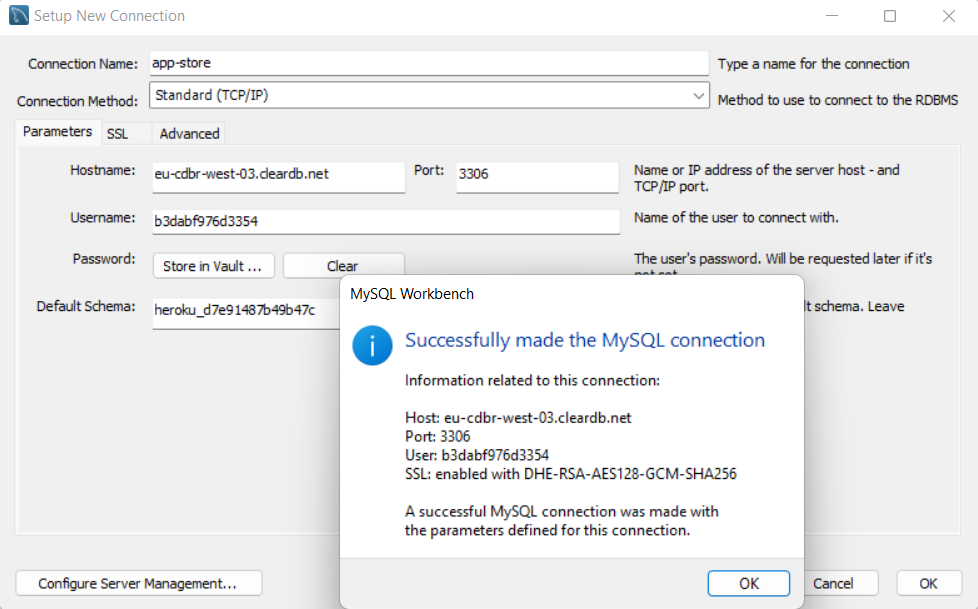 Setup New Connection
Connection Name: app-store Type a name for the connection
Connection Method: Standard (TCP/IP) Method to use to connect to the RDBMS
Parameters SSL Advanced
Hostname: eu-cdbr-west-03.cleardb.net Port: 3306 Name or IP address of the server host - and
TCP/IP port.
Username: b3dabf976d3354 Name of the user to connect with.
Password: Store in Vault ... Clear The user's password. Will be requested later if it's
not set.
Default Schema: heroku_d7e91487b49b47c lt schema. Leave
MySQL Workbench
Successfully made the MySQL connection
Information related to this connection:
Host: eu-cdbr-west-03.cleardb.net
Port: 3306
User: b3dabf976d3354
SSL: enabled with DHE-RSA-AES128-GCM-SHA256
A successful MySQL connection was made with
the parameters defined for this connection.
OK
Configure Server Management... Cancel OK